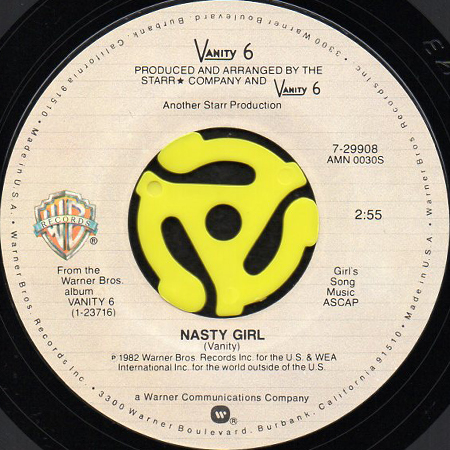 VANITY 6
PRODUCED AND ARRANGED BY THE
STARR★ COMPANY AND VANITY 6
Another Starr Production
7-29908
AMN 0030S
2:55
W B
RECORDS
®
From the
Warner Bros.
album
VANITY 6
(1-23716)
Girl's
Song
Music
ASCAP
NASTY GIRL
(Vanity)
℗ 1982 Warner Bros. Records Inc. for the U.S. & WEA
International Inc. for the world outside of the U.S.
a Warner Communications Company
®
Warner Bros. Records Inc. • 3300 Warner Boulevard, Burbank, California 91510 • Made in U.S.A. •
Warner Bros. Records Inc. • 3300 Warner Boulevard, Burbank, California 91510 • Made in U.S.A. •